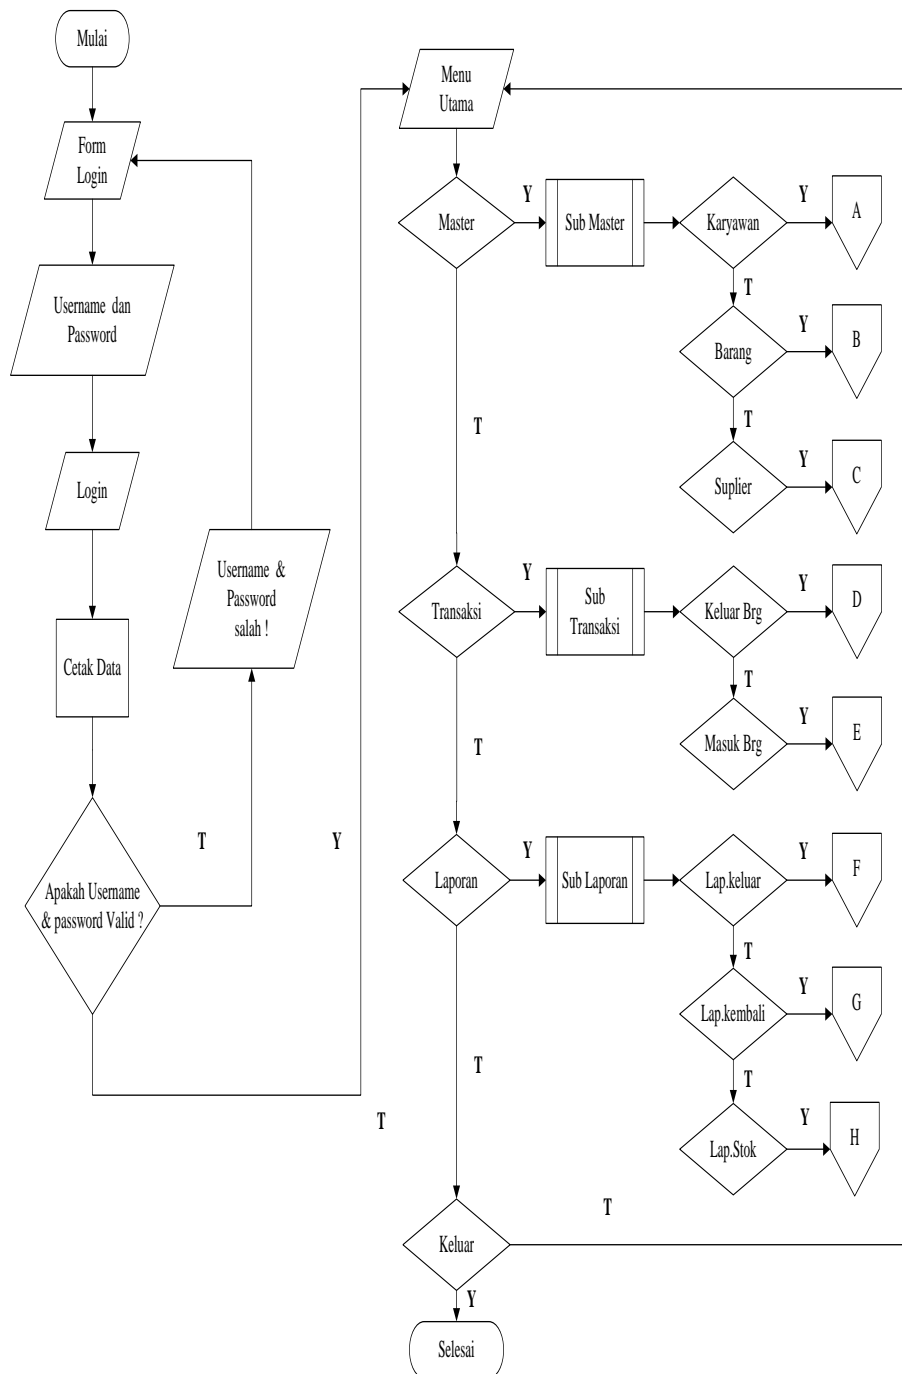 Mulai
Form
Login
Username dan
Password
Login
Username &
Password
salah !
Cetak Data
T
Y
Apakah Username
& password Valid ?
T
Menu
Utama
Master
Y
Sub Master
Karyawan
Y
A
T
Barang
Y
B
T
T
Suplier
Y
C
Transaksi
Y
Sub
Transaksi
Keluar Brg
Y
D
T
T
Masuk Brg
Y
E
Laporan
Y
Sub Laporan
Lap.keluar
Y
F
T
Lap.kembali
Y
G
T
T
Lap.Stok
Y
H
Keluar
T
Y
Selesai